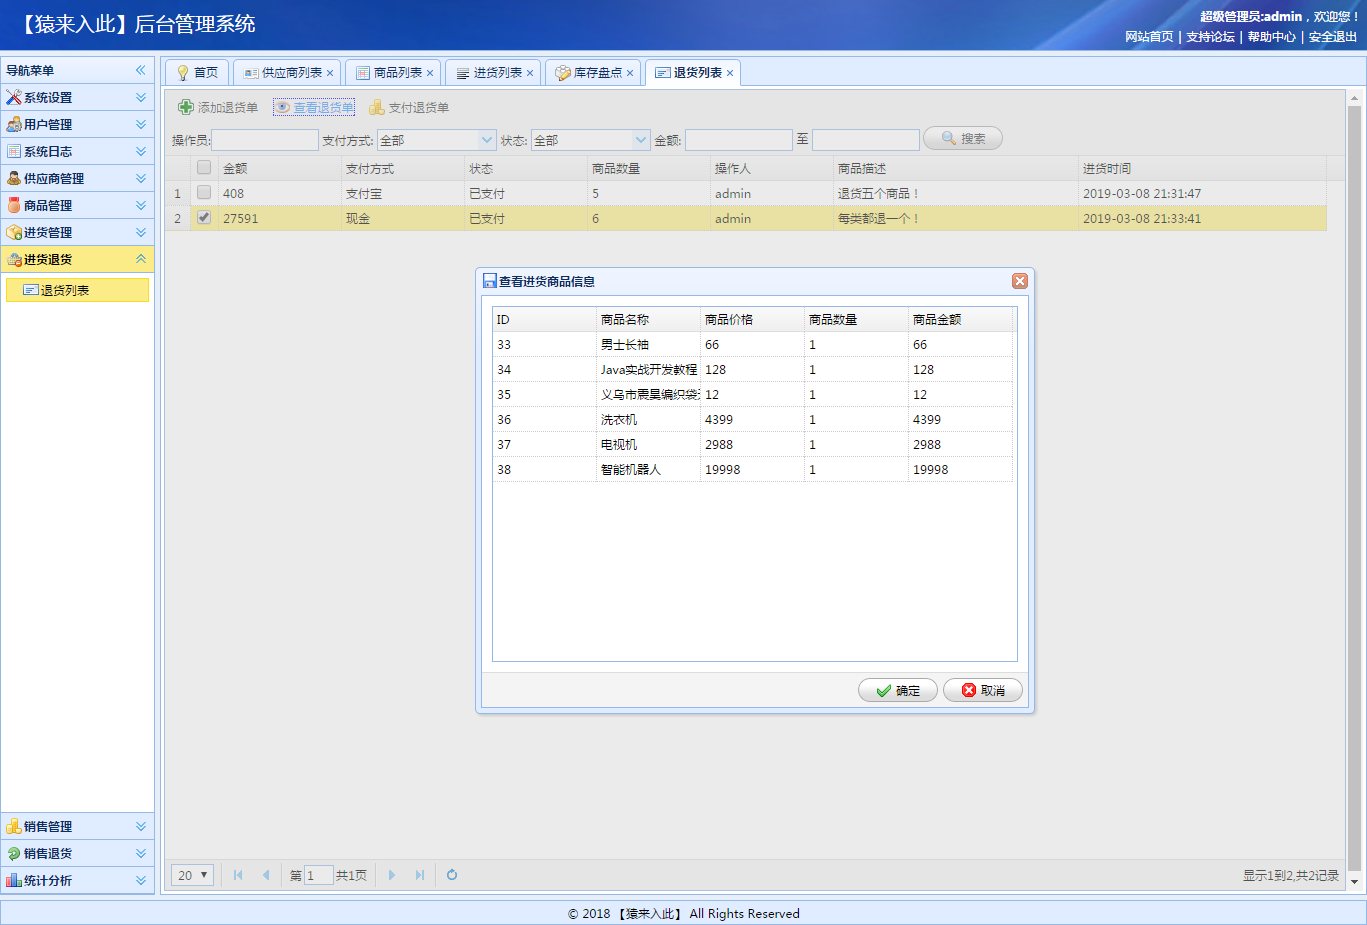 【猿来入此】后台管理系统
超级管理员:admin，欢迎您！
网站首页 | 支持论坛 | 帮助中心 | 安全退出
导航菜单
系统设置
用户管理
系统日志
供应商管理
商品管理
进货管理
进货退货
退货列表
销售管理
销售退货
统计分析
首页 供应商列表 商品列表 进货列表 库存盘点 退货列表
添加退货单 查看退货单 支付退货单
操作员: 支付方式: 全部 状态: 全部 金额: 至 搜索
金额 支付方式 状态 商品数量 操作人 商品描述 进货时间
1 408 支付宝 已支付 5 admin 退货五个商品！ 2019-03-08 21:31:47
2 27591 现金 已支付 6 admin 每类都退一个！ 2019-03-08 21:33:41
查看进货商品信息
ID 商品名称 商品价格 商品数量 商品金额
33 男士长袖 66 1 66
34 Java实战开发教程 128 1 128
35 义乌市震昊编织袋 12 1 12
36 洗衣机 4399 1 4399
37 电视机 2988 1 2988
38 智能机器人 19998 1 19998
确定 取消
20 第 1 共1页 显示1到2,共2记录
© 2018 【猿来入此】 All Rights Reserved